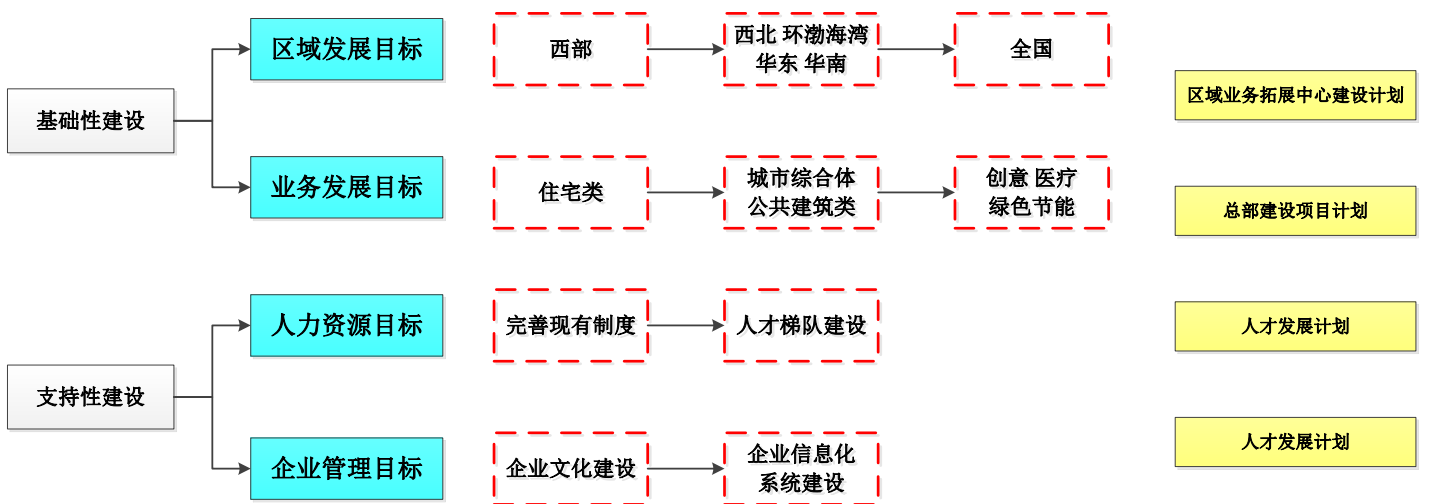 基础性建设
区域发展目标
西部
西北 环渤海湾
华东 华南
全国
业务发展目标
住宅类
城市综合体
公共建筑类
创意 医疗
绿色节能
支持性建设
人力资源目标
完善现有制度
人才梯队建设
企业管理目标
企业文化建设
企业信息化
系统建设
区域业务拓展中心建设计划
总部建设项目计划
人才发展计划
人才发展计划